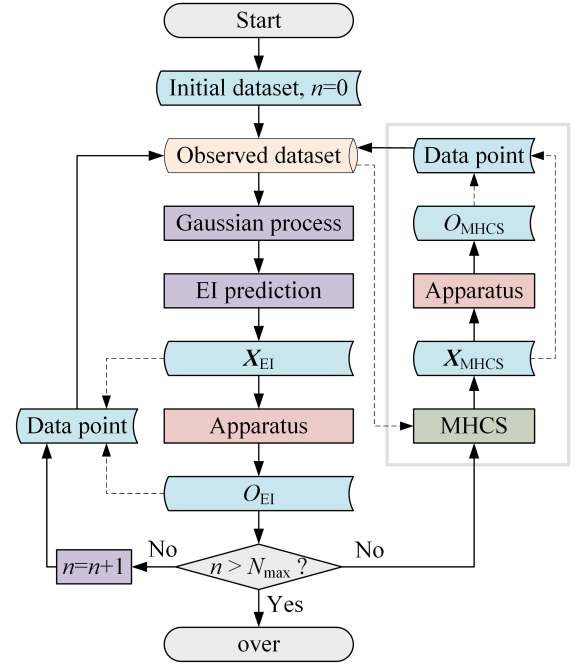 Start
Initial dataset, n=0
Observed dataset
Data point
Gaussian process
O_MHCS
EI prediction
Apparatus
X_EI
X_MHCS
Data point
Apparatus
MHCS
O_EI
No
No
n=n+1
n > N_max ?
Yes
over